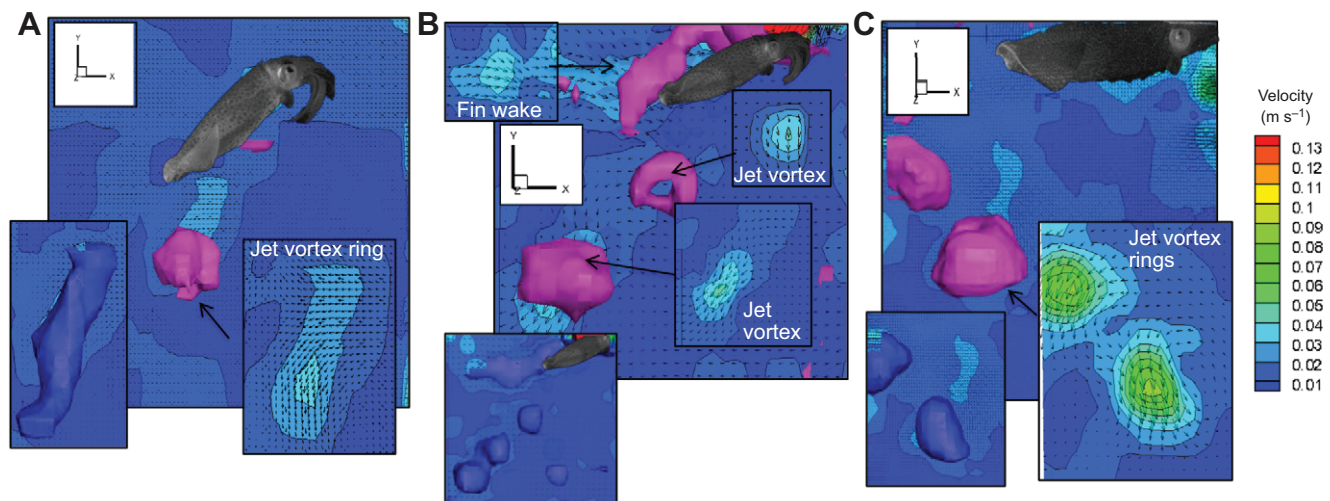 A
B
C
Y
Z
X
Jet vortex ring
Fin wake
Y
Z
X
Jet vortex
Jet
vortex
Y
Z
X
Jet vortex
rings
Velocity
(m s–1)
0.13
0.12
0.11
0.1
0.09
0.08
0.07
0.06
0.05
0.04
0.03
0.02
0.01